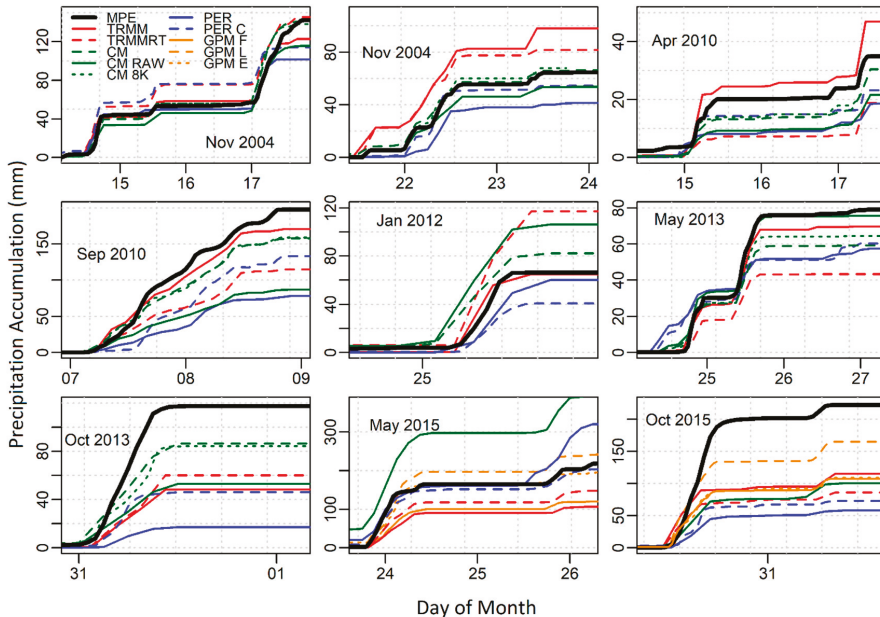 Precipitation Accumulation (mm)
MPE
TRMM
TRMMRT
CM
CM RAW
CM 8K
PER
PER C
GPM F
GPM L
GPM E
Nov 2004
0 40 80 120
15 16 17
Nov 2004
0 40 80
22 23 24
Apr 2010
0 20 40
15 16 17
Sep 2010
0 50 150
07 08 09
Jan 2012
0 40 80 120
25
May 2013
0 20 40 60 80
25 26 27
Oct 2013
0 40 80
31 01
May 2015
0 100 300
24 25 26
Oct 2015
0 50 150
31
Day of Month